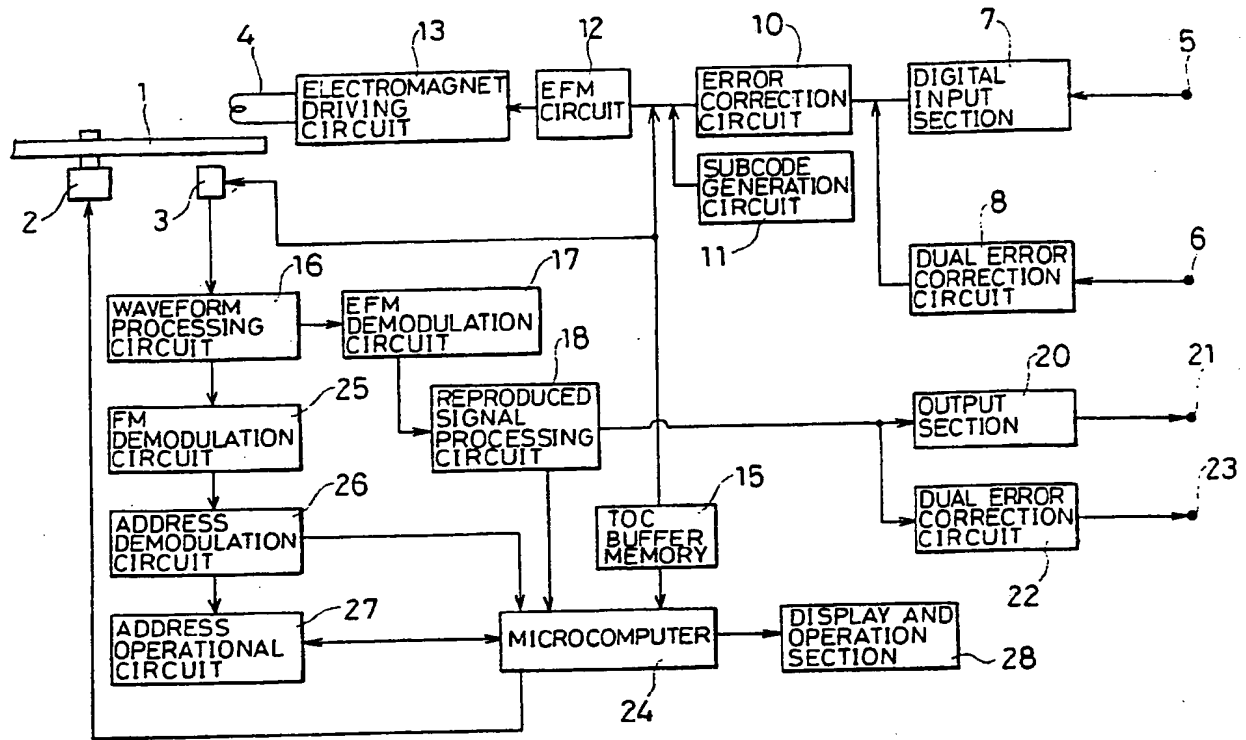 4
13
12
10
7
5
1
ELECTROMAGNET
DRIVING
CIRCUIT
EFM
CIRCUIT
ERROR
CORRECTION
CIRCUIT
DIGITAL
INPUT
SECTION
2
3
SUBCODE
GENERATION
CIRCUIT
11
8
6
DUAL ERROR
CORRECTION
CIRCUIT
16
17
WAVEFORM
PROCESSING
CIRCUIT
EFM
DEMODULATION
CIRCUIT
18
20
21
25
REPRODUCED
SIGNAL
PROCESSING
CIRCUIT
OUTPUT
SECTION
FM
DEMODULATION
CIRCUIT
26
15
23
ADDRESS
DEMODULATION
CIRCUIT
TOC
BUFFER
MEMORY
DUAL ERROR
CORRECTION
CIRCUIT
22
27
ADDRESS
OPERATIONAL
CIRCUIT
MICROCOMPUTER
DISPLAY AND
OPERATION
SECTION
24
28